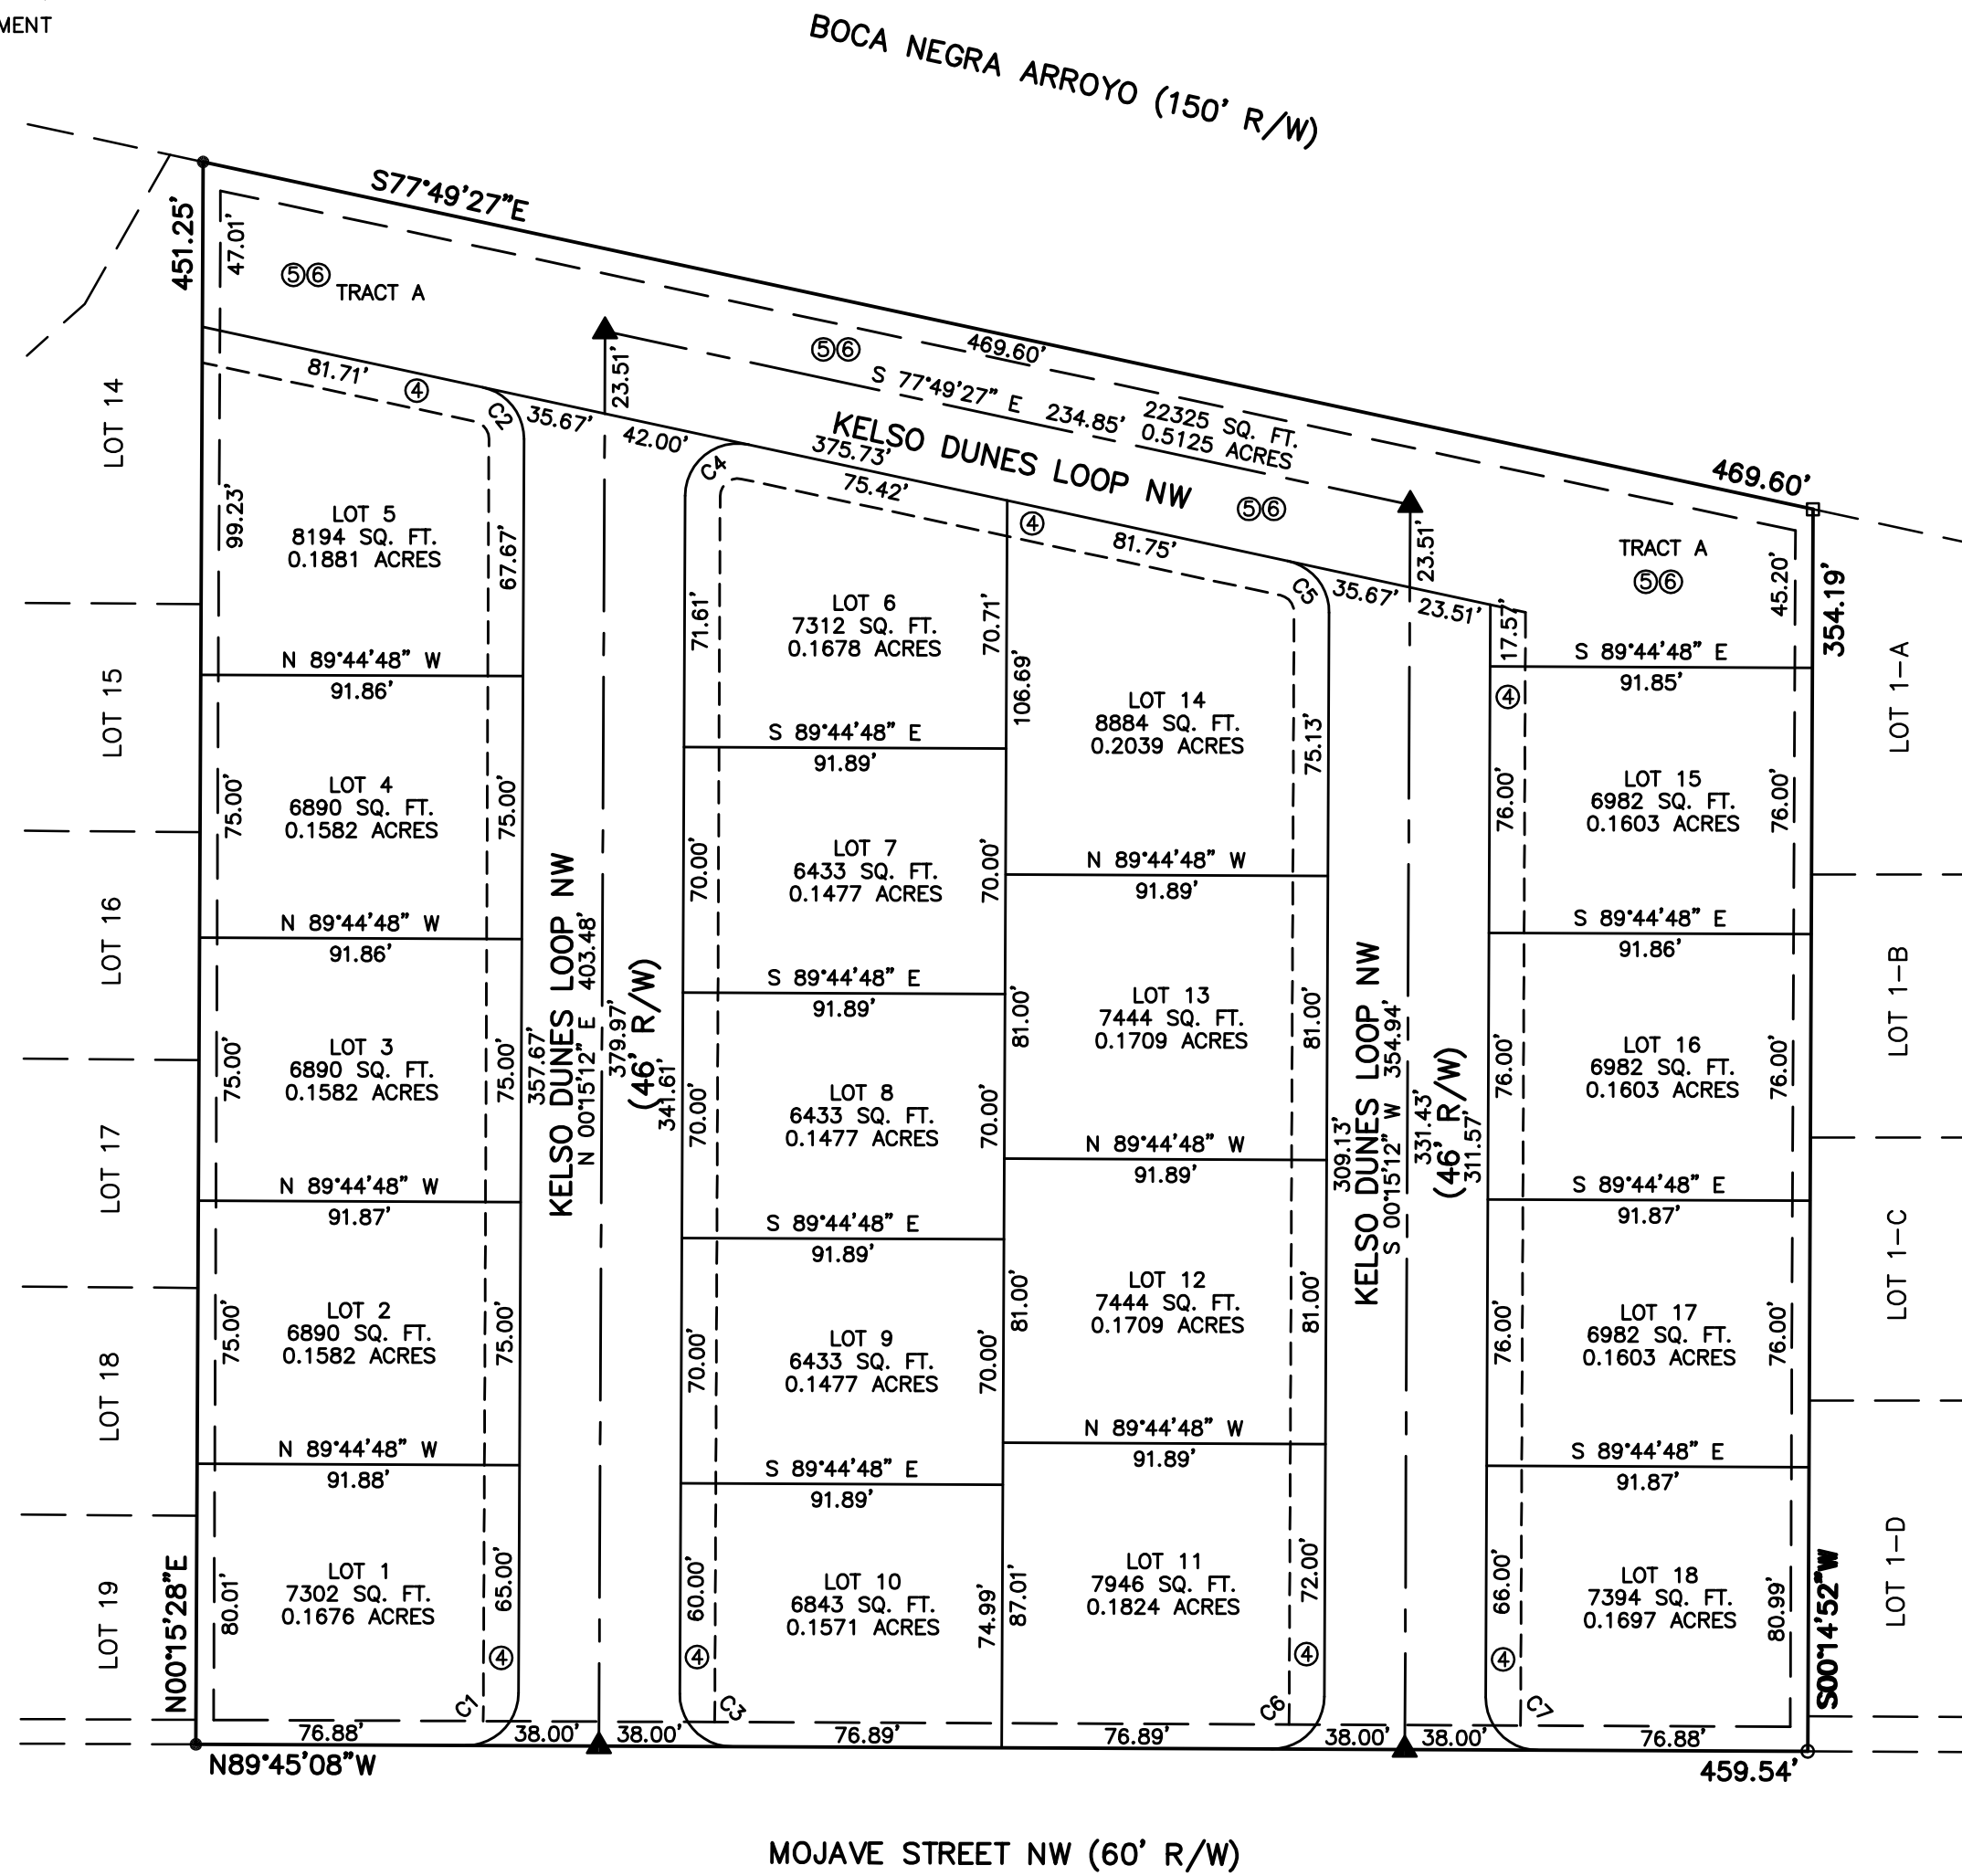 MENT
BOCA NEGRA ARROYO (150' R/W)
S77°49'27"E
451.25'
47.01'
⑤⑥ TRACT A
469.60'
⑤⑥
S 77°49'27" E 234.85'
22325 SQ. FT.
0.5125 ACRES
KELSO DUNES LOOP NW
⑤⑥
469.60'
81.71'
④
C2
35.67'
23.51'
42.00'
C4
375.73'
75.42'
④
81.75'
C5
35.67'
23.51'
23.51'
17.57'
TRACT A
⑤⑥
45.20'
354.19'
LOT 14
LOT 15
LOT 16
LOT 17
LOT 18
LOT 19
99.23'
LOT 5
8194 SQ. FT.
0.1881 ACRES
67.67'
N 89°44'48" W
91.86'
75.00'
LOT 4
6890 SQ. FT.
0.1582 ACRES
75.00'
N 89°44'48" W
91.86'
75.00'
LOT 3
6890 SQ. FT.
0.1582 ACRES
75.00'
N 89°44'48" W
91.87'
75.00'
LOT 2
6890 SQ. FT.
0.1582 ACRES
75.00'
N 89°44'48" W
91.88'
80.01'
LOT 1
7302 SQ. FT.
0.1676 ACRES
65.00'
④
C1
N00°15'28"E
357.67'
KELSO DUNES LOOP NW
N 00°15'12" E 403.48'
379.97'
(46' R/W)
341.61'
71.61'
LOT 6
7312 SQ. FT.
0.1678 ACRES
70.71'
S 89°44'48" E
91.89'
70.00'
LOT 7
6433 SQ. FT.
0.1477 ACRES
70.00'
S 89°44'48" E
91.89'
70.00'
LOT 8
6433 SQ. FT.
0.1477 ACRES
70.00'
S 89°44'48" E
91.89'
70.00'
LOT 9
6433 SQ. FT.
0.1477 ACRES
70.00'
S 89°44'48" E
91.89'
60.00'
④
LOT 10
6843 SQ. FT.
0.1571 ACRES
74.99'
C3
106.69'
LOT 14
8884 SQ. FT.
0.2039 ACRES
75.13'
N 89°44'48" W
91.89'
81.00'
LOT 13
7444 SQ. FT.
0.1709 ACRES
81.00'
N 89°44'48" W
91.89'
81.00'
LOT 12
7444 SQ. FT.
0.1709 ACRES
81.00'
N 89°44'48" W
91.89'
87.01'
LOT 11
7946 SQ. FT.
0.1824 ACRES
72.00'
④
C6
309.13'
KELSO DUNES LOOP NW
S 00°15'12" W 354.94'
331.43'
(46' R/W)
311.57'
S 89°44'48" E
91.85'
④
76.00'
LOT 15
6982 SQ. FT.
0.1603 ACRES
76.00'
S 89°44'48" E
91.86'
76.00'
LOT 16
6982 SQ. FT.
0.1603 ACRES
76.00'
S 89°44'48" E
91.87'
76.00'
LOT 17
6982 SQ. FT.
0.1603 ACRES
76.00'
S 89°44'48" E
91.87'
66.00'
④
LOT 18
7394 SQ. FT.
0.1697 ACRES
80.99'
C7
S00°14'52"W
LOT 1-A
LOT 1-B
LOT 1-C
LOT 1-D
76.88'
38.00'
38.00'
76.89'
76.89'
38.00'
38.00'
76.88'
N89°45'08"W
459.54'
MOJAVE STREET NW (60' R/W)